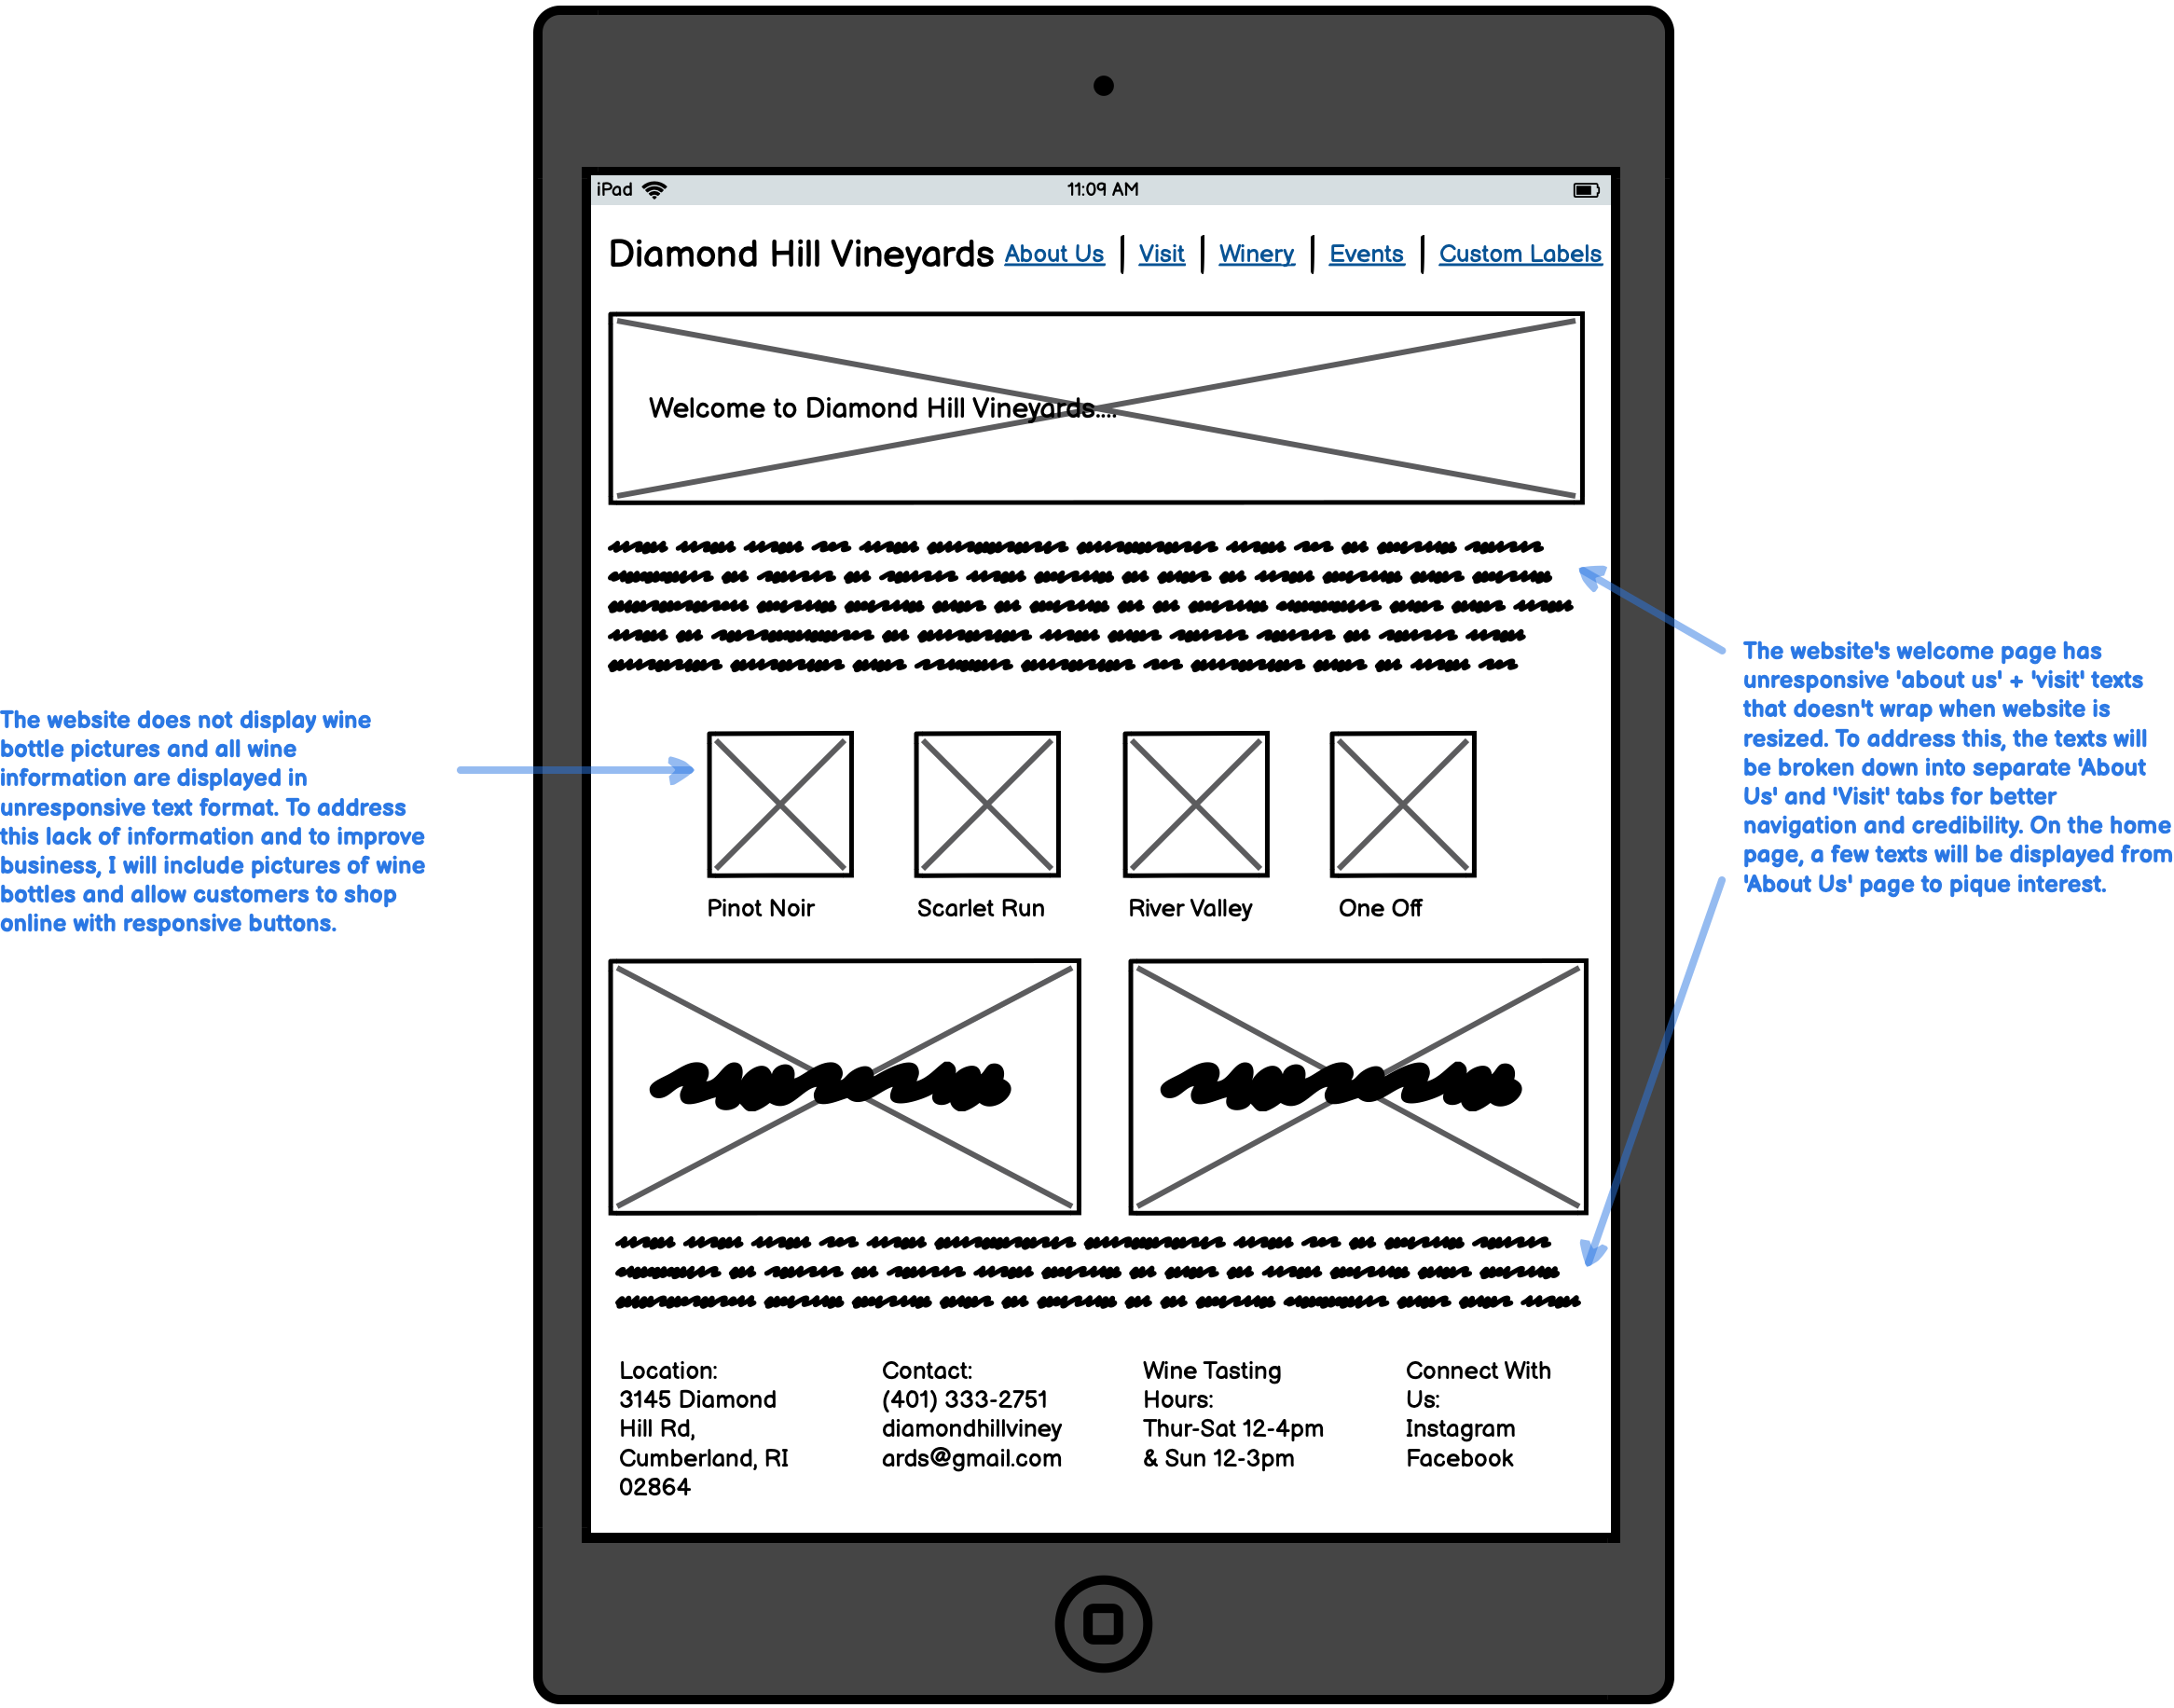 iPad
11:09 AM
Diamond Hill Vineyards
About Us
Visit
Winery
Events
Custom Labels
Welcome to Diamond Hill Vineyards....
The website does not display wine
bottle pictures and all wine
information are displayed in
unresponsive text format. To address
this lack of information and to improve
business, I will include pictures of wine
bottles and allow customers to shop
online with responsive buttons.
The website's welcome page has
unresponsive 'about us' + 'visit' texts
that doesn't wrap when website is
resized. To address this, the texts will
be broken down into separate 'About
Us' and 'Visit' tabs for better
navigation and credibility. On the home
page, a few texts will be displayed from
'About Us' page to pique interest.
Pinot Noir
Scarlet Run
River Valley
One Off
Location:
3145 Diamond
Hill Rd,
Cumberland, RI
02864
Contact:
(401) 333-2751
diamondhillviney
ards@gmail.com
Wine Tasting
Hours:
Thur-Sat 12-4pm
& Sun 12-3pm
Connect With
Us:
Instagram
Facebook